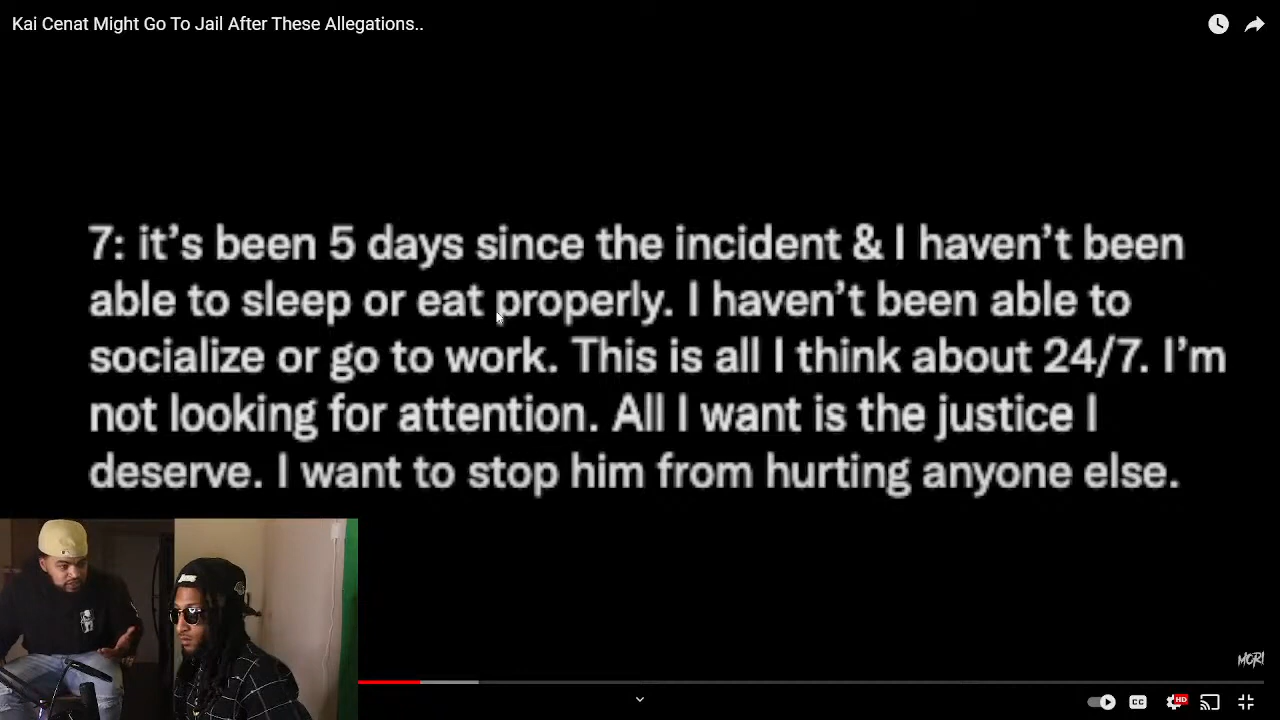 Kai Cenat Might Go To Jail After These Allegations..
7: it’s been 5 days since the incident & I haven’t been
able to sleep or eat properly. I haven’t been able to
socialize or go to work. This is all I think about 24/7. I’m
not looking for attention. All I want is the justice I
deserve. I want to stop him from hurting anyone else.
MORI
CC
HD